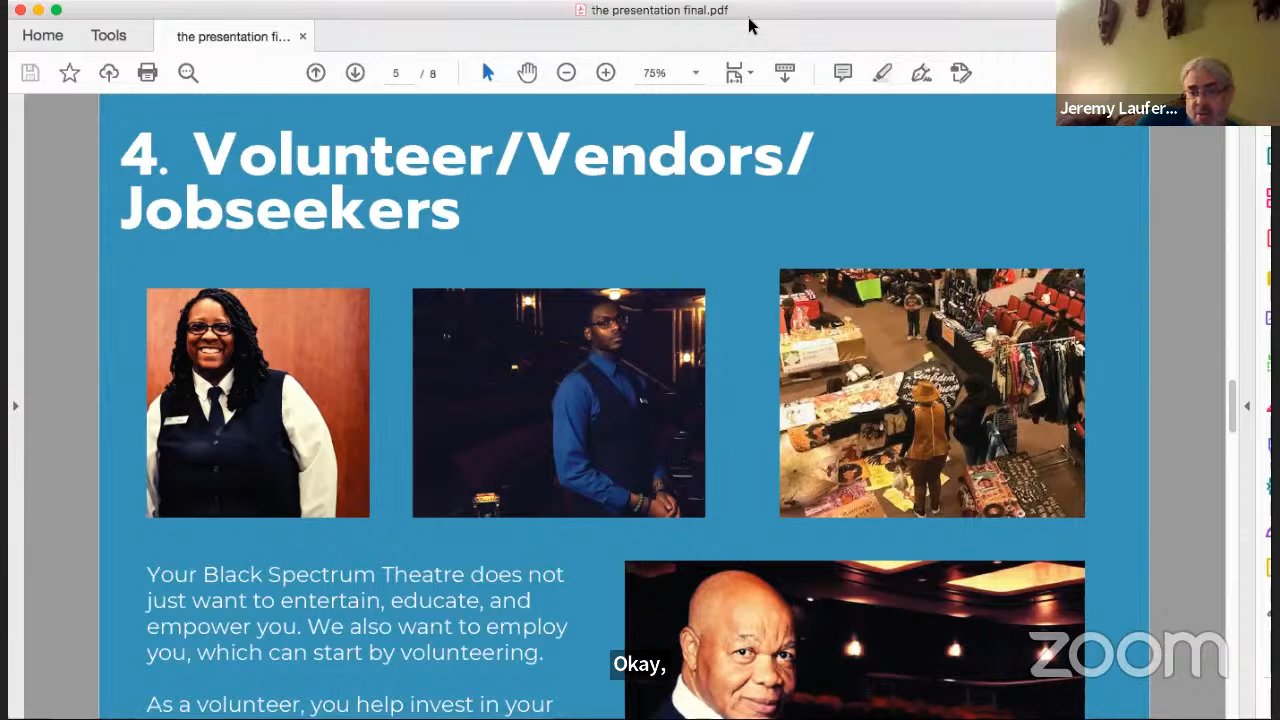 the presentation final.pdf
Home
Tools
the presentation fi...
×
5 / 8
75%
Jeremy Laufer...
4. Volunteer/Vendors/
Jobseekers
Confident
Your Black Spectrum Theatre does not
just want to entertain, educate, and
empower you. We also want to employ
you, which can start by volunteering.
As a volunteer, you help invest in your
Okay,
zoom